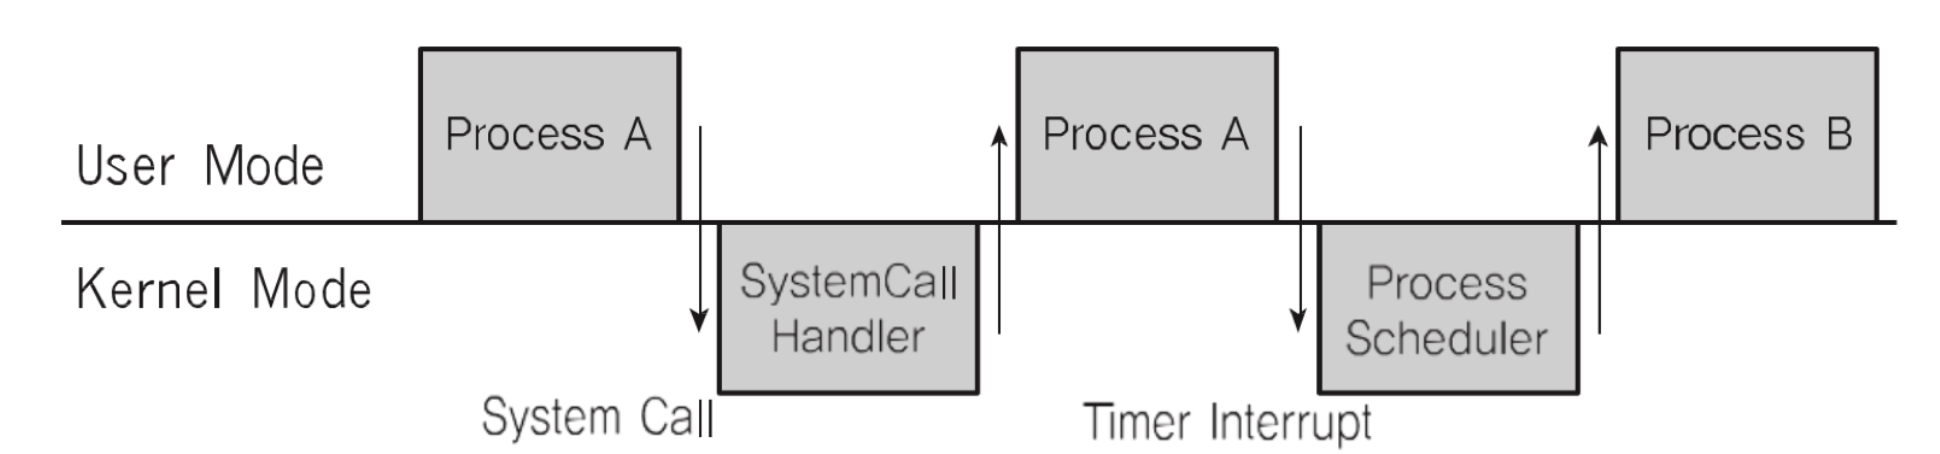 Process A
Process A
Process B
User Mode
Kernel Mode
SystemCall
Handler
Process
Scheduler
System Call
Timer Interrupt